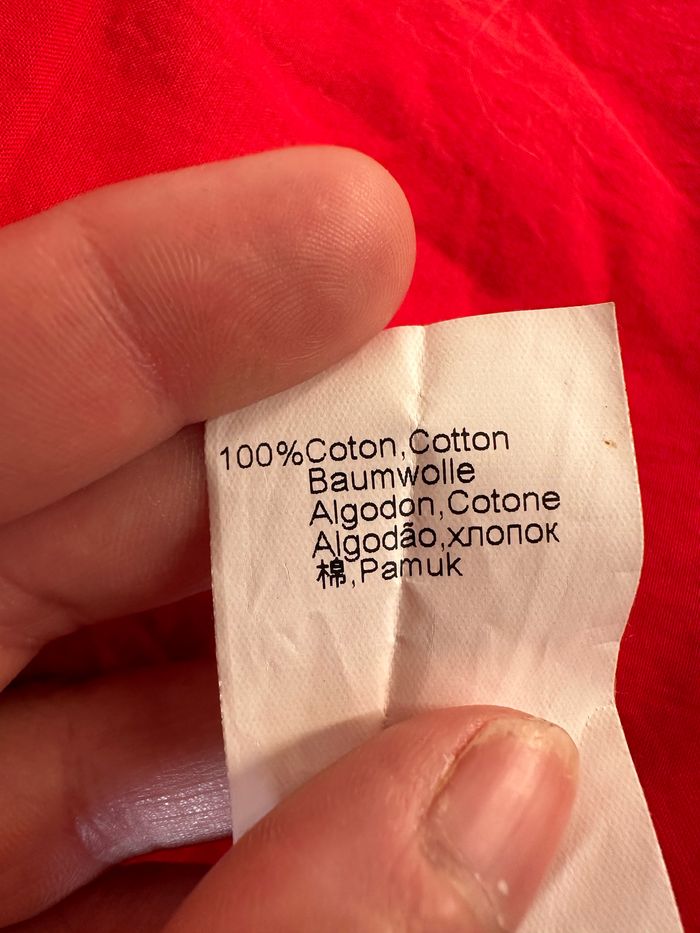 100%Coton,Cotton
Baumwolle
Algodon,Cotone
Algodão,хлопок
棉,Pamuk